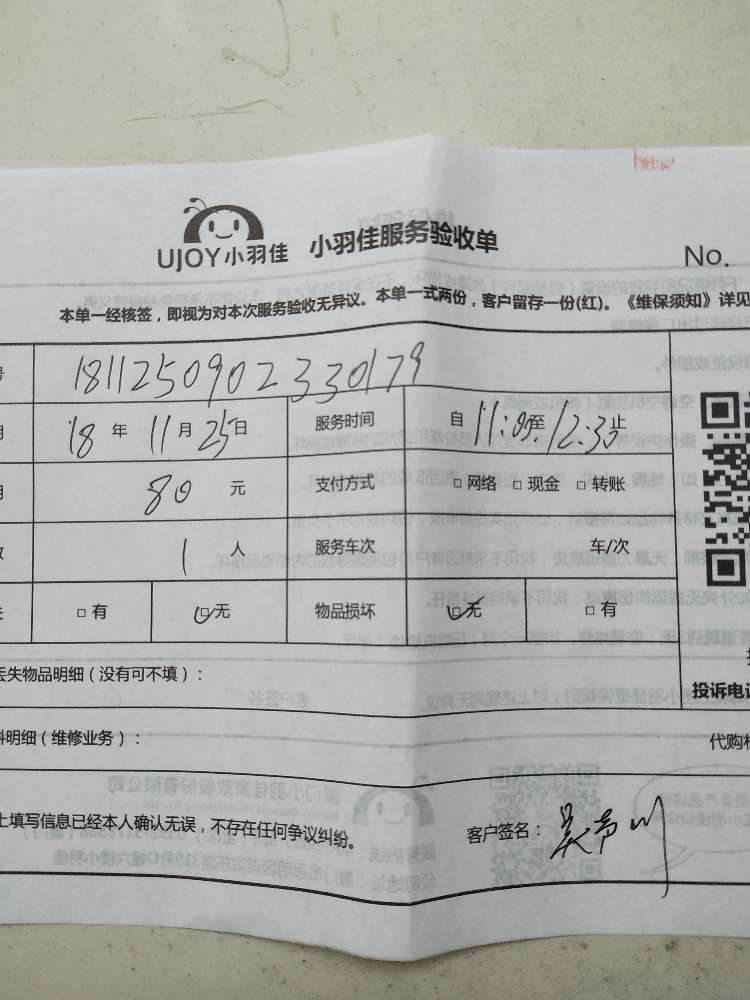 UJOY小羽佳 小羽佳服务验收单
No.
本单一经核签，即视为对本次服务验收无异议。本单一式两份，客户留存一份(红)。《维保须知》详见
号 1811250902330179
18 年 11 月 25 日 服务时间 自 11:05 至 12:35 止
80 元 支付方式 □ 网络 □ 现金 □ 转账
1 人 服务车次 车/次
□ 有 □ 无 物品损坏 □ 无 □ 有
丢失物品明细（没有可不填）：
投诉电话
料明细（维修业务）：
代购
上填写信息已经本人确认无误，不存在任何争议纠纷。 客户签名：